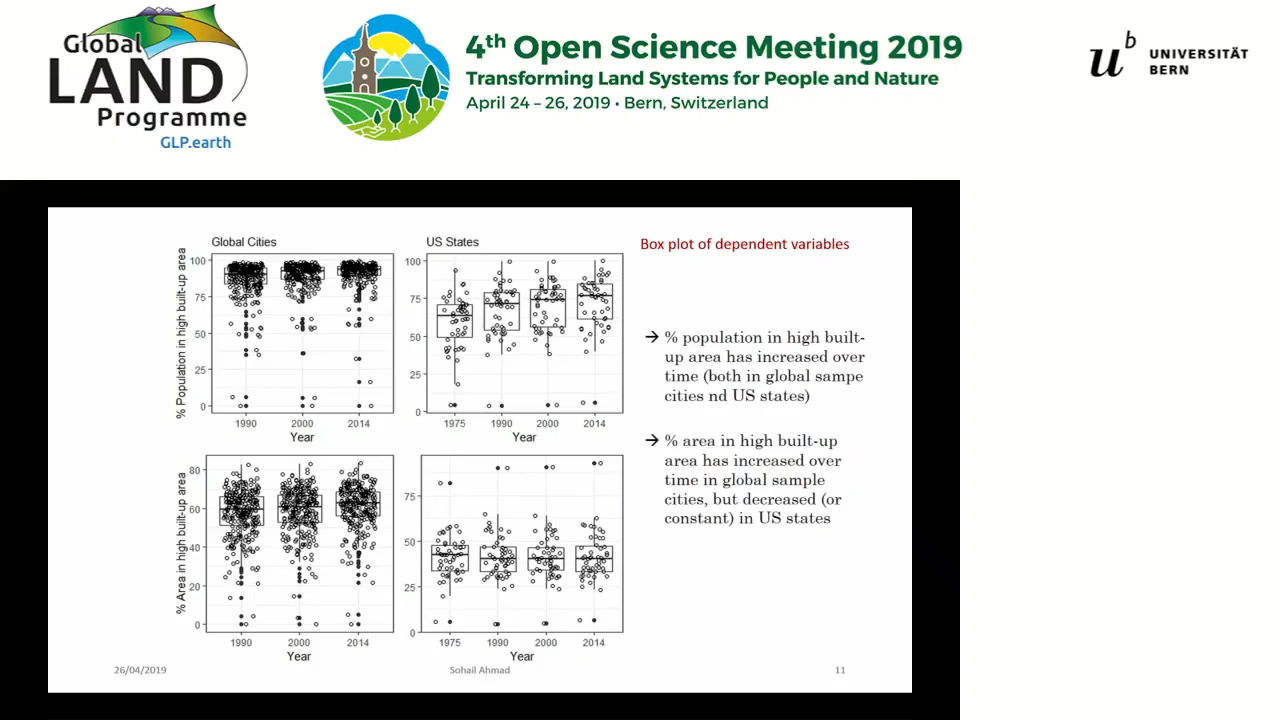 Global
LAND
Programme
GLP.earth
4th Open Science Meeting 2019
Transforming Land Systems for People and Nature
April 24 – 26, 2019 • Bern, Switzerland
u b
UNIVERSITÄT
BERN
Box plot of dependent variables
Global Cities
US States
% Population in high built-up area
100
75
50
25
0
1990 2000 2014
Year
100
75
50
25
0
1975 1990 2000 2014
Year
% Area in high built-up area
80
60
40
20
0
1990 2000 2014
Year
75
50
25
0
1975 1990 2000 2014
Year
→ % population in high built-
up area has increased over
time (both in global sampe
cities nd US states)
→ % area in high built-up
area has increased over
time in global sample
cities, but decreased (or
constant) in US states
26/04/2019
Sohail Ahmad
11